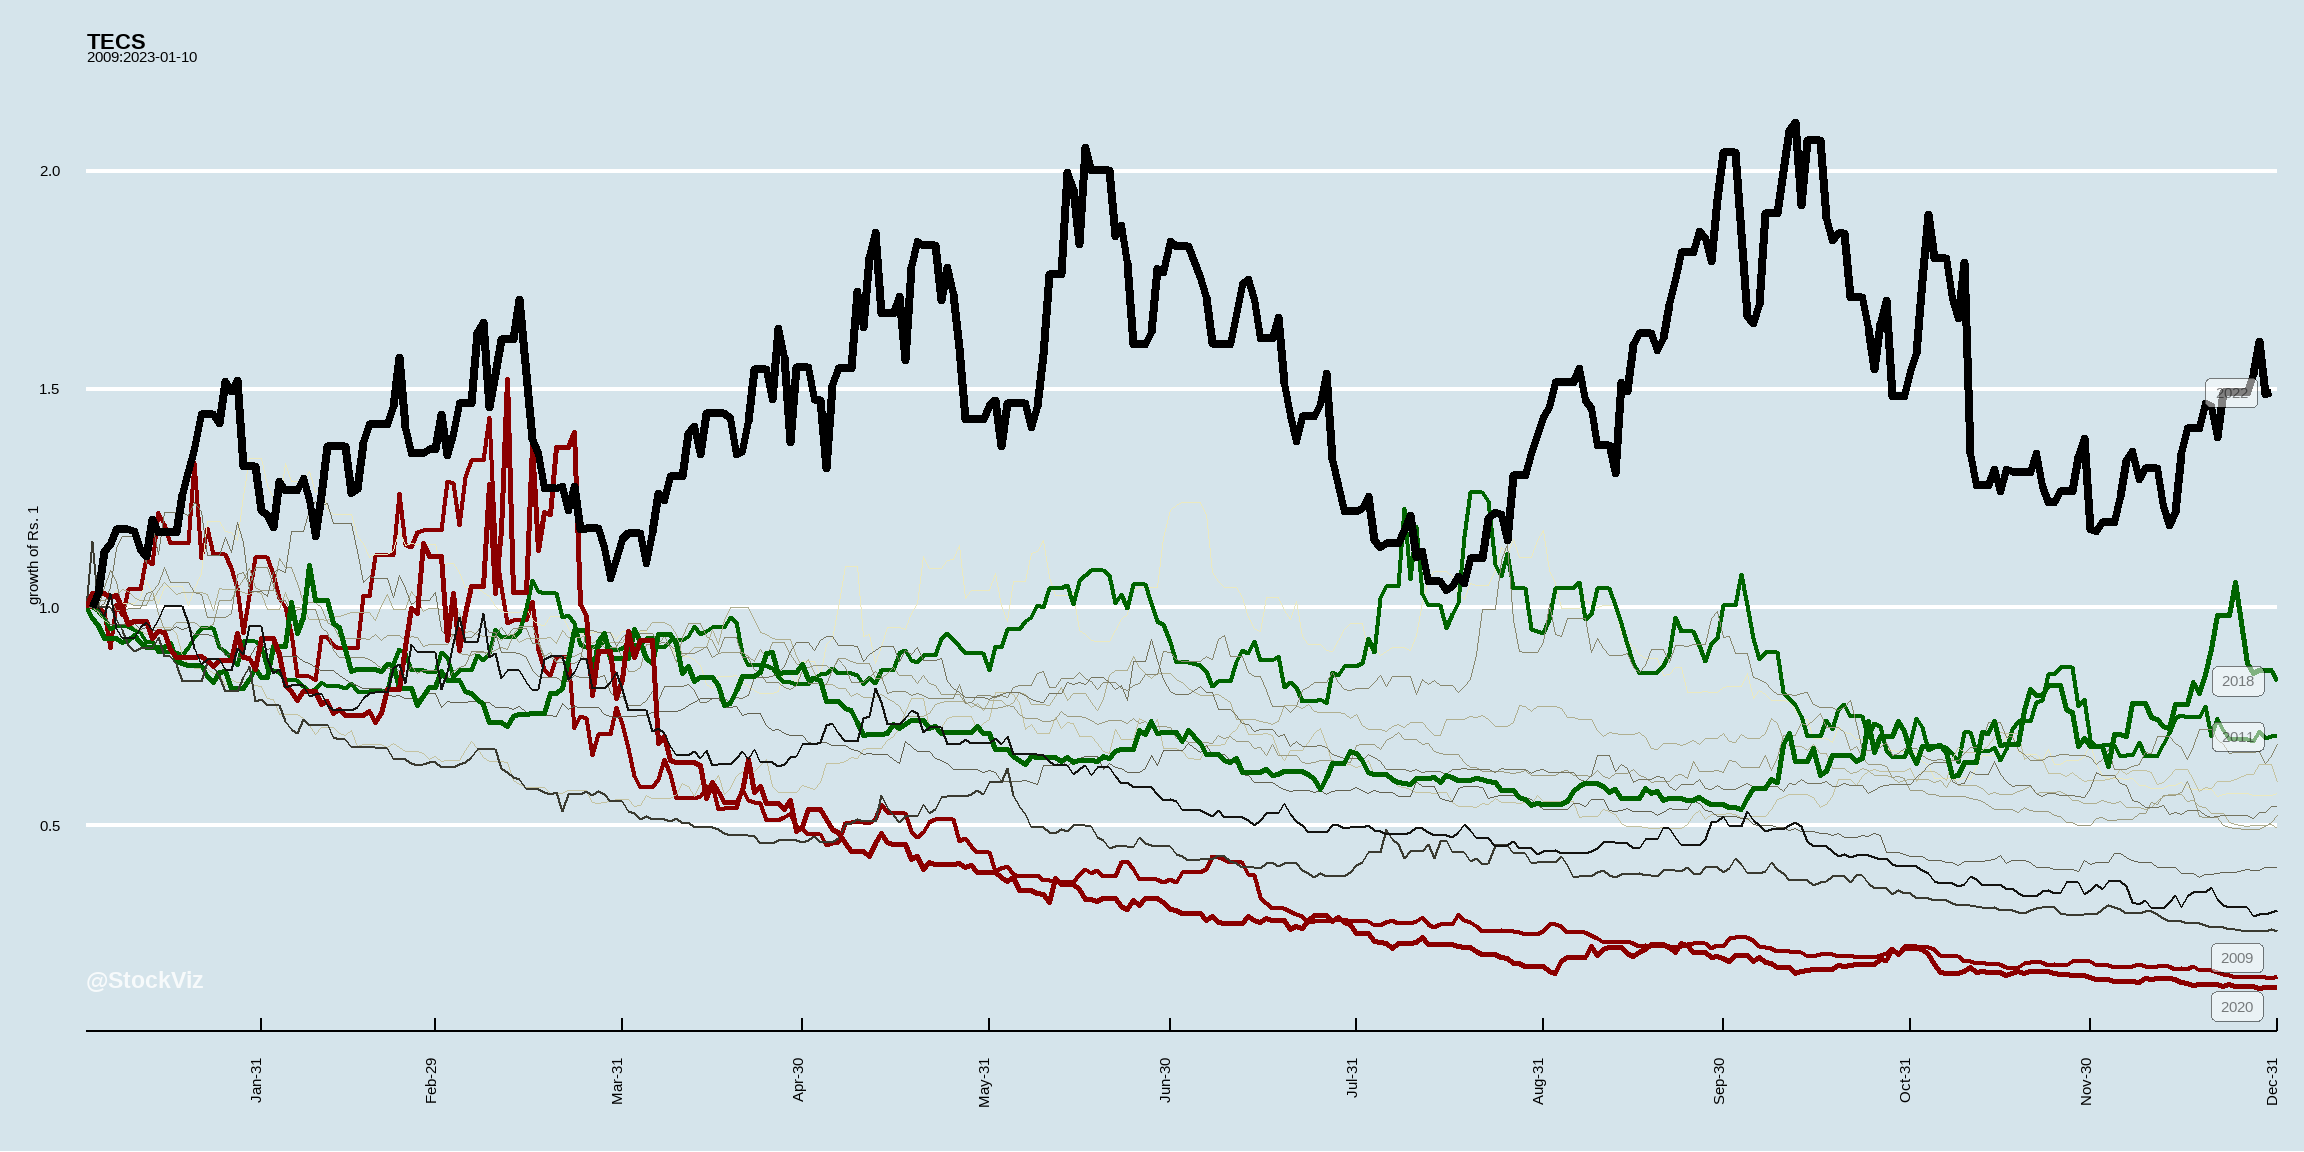 TECS
2009:2023-01-10
growth of Rs. 1
2.0
1.5
1.0
0.5
2022
2018
2011
2009
2020
@StockViz
Jan-31
Feb-29
Mar-31
Apr-30
May-31
Jun-30
Jul-31
Aug-31
Sep-30
Oct-31
Nov-30
Dec-31